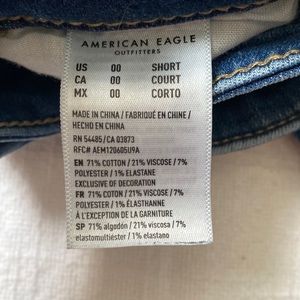 AMERICAN EAGLE
OUTFITTERS
US 00 SHORT
CA 00 COURT
MX 00 CORTO
MADE IN CHINA / FABRIQUÉ EN CHINE /
HECHO EN CHINA
RN 54485/CA 03973
RFC# AEM120605U9A
EN 71% COTTON / 21% VISCOSE / 7%
POLYESTER / 1% ELASTANE
EXCLUSIVE OF DECORATION
FR 71% COTON / 21% VISCOSE / 7%
POLYESTER / 1% ÉLASTHANNE
À L'EXCEPTION DE LA GARNITURE
SP 71% algodón / 21% viscosa / 7%
elastomultiéster / 1% elastano